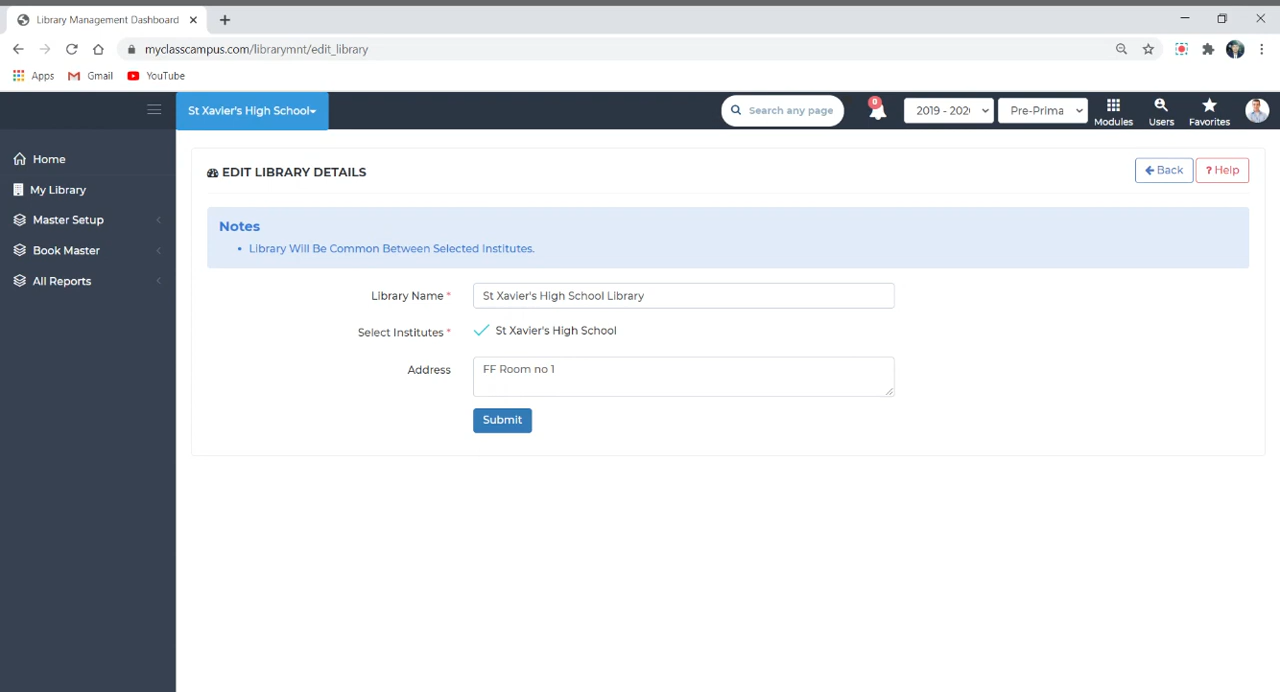 Library Management Dashboard
myclasscampus.com/librarymnt/edit_library
Apps Gmail YouTube
St Xavier's High School
Search any page
0
2019 - 202
Pre-Prima
Modules
Users
Favorites
Home
My Library
Master Setup
Book Master
All Reports
EDIT LIBRARY DETAILS
Back
? Help
Notes
• Library Will Be Common Between Selected Institutes.
Library Name * St Xavier's High School Library
Select Institutes * St Xavier's High School
Address FF Room no 1
Submit